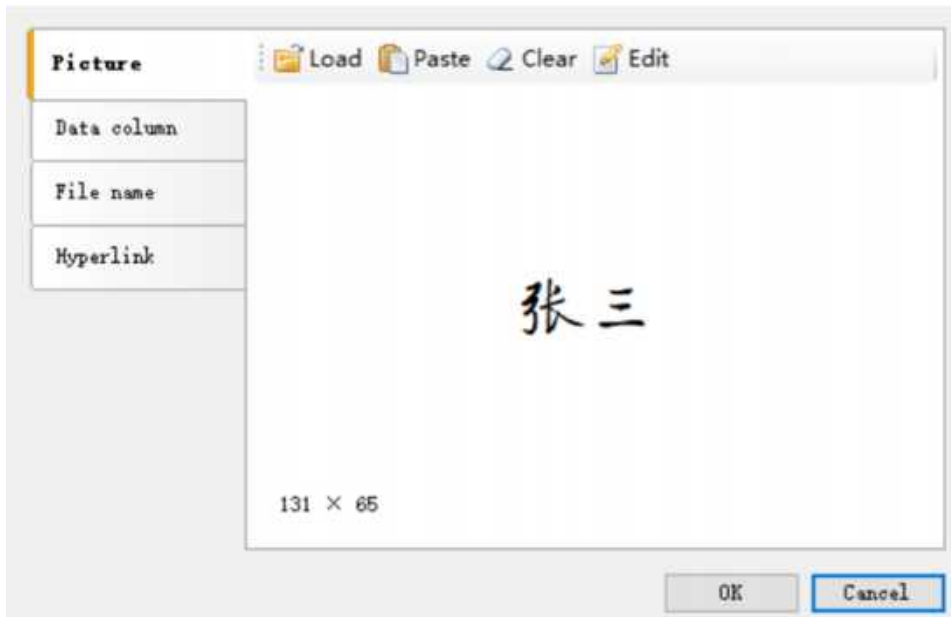 Picture
Load Paste Clear Edit
Data column
File name
Hyperlink
张三
131 × 65
OK Cancel